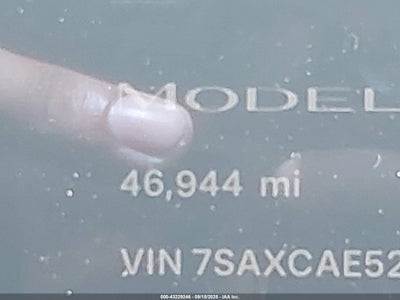 MODEL
46,944 mi
VIN 7SAXCAE52
000-43229246 - 09/18/2025 - IAA Inc.